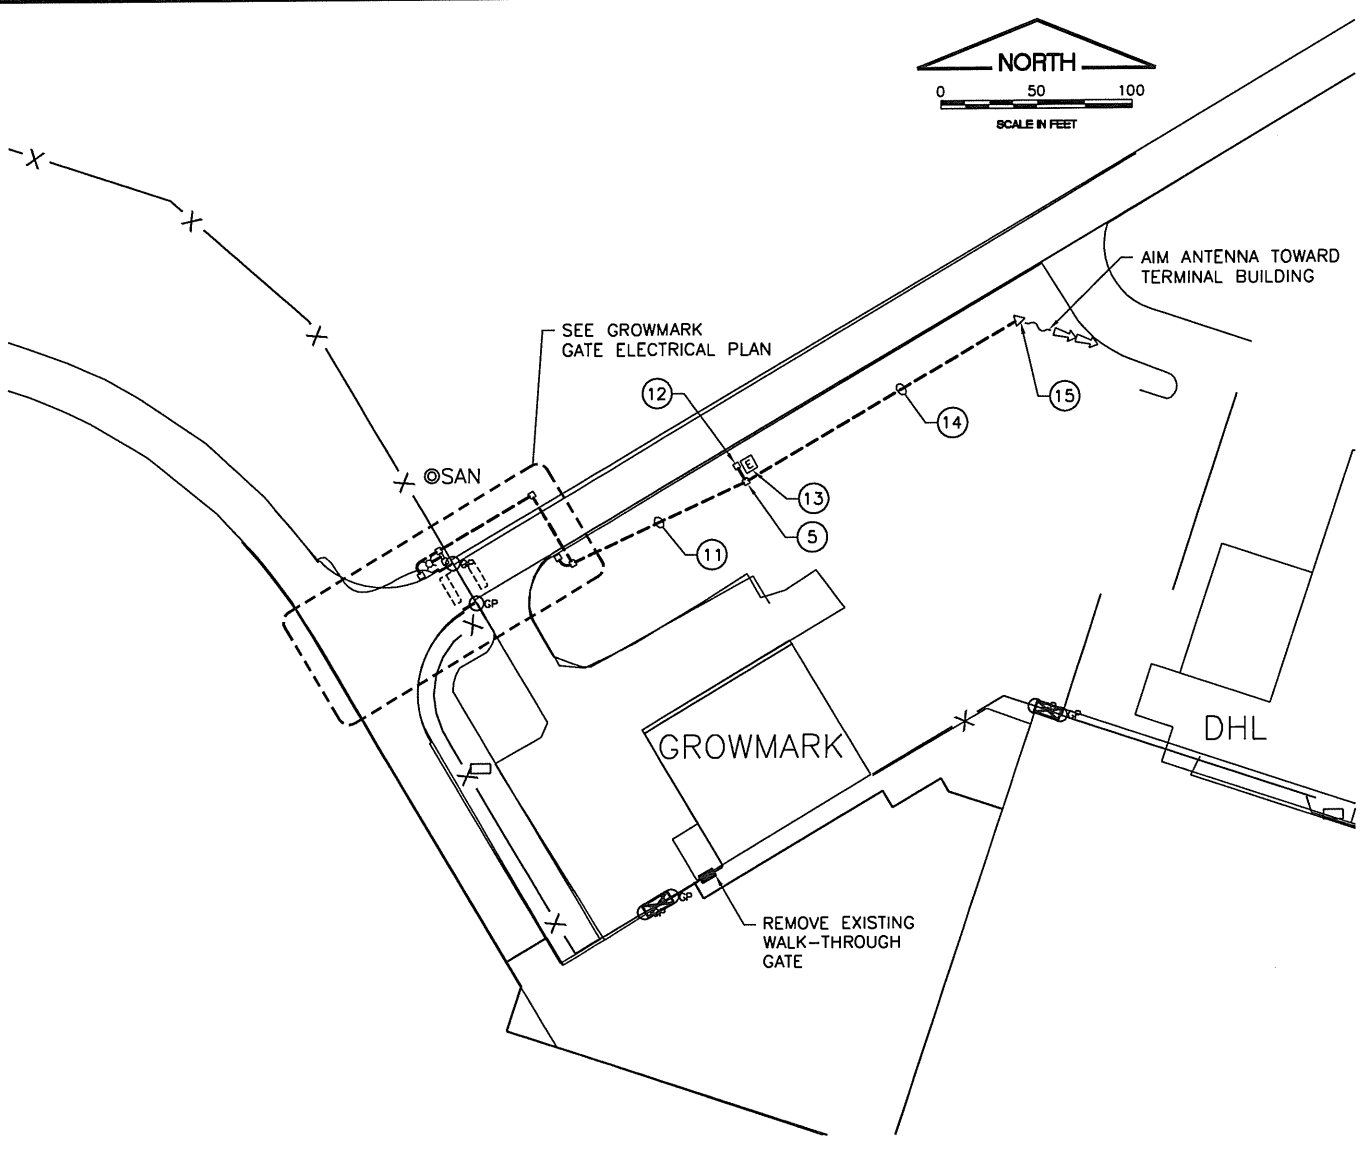 NORTH
0 50 100
SCALE IN FEET
AIM ANTENNA TOWARD
TERMINAL BUILDING
SEE GROWMARK
GATE ELECTRICAL PLAN
12
15
14
SAN
E
13
5
11
GP
GP
GROWMARK
DHL
GP
GP
GP
REMOVE EXISTING
WALK-THROUGH
GATE